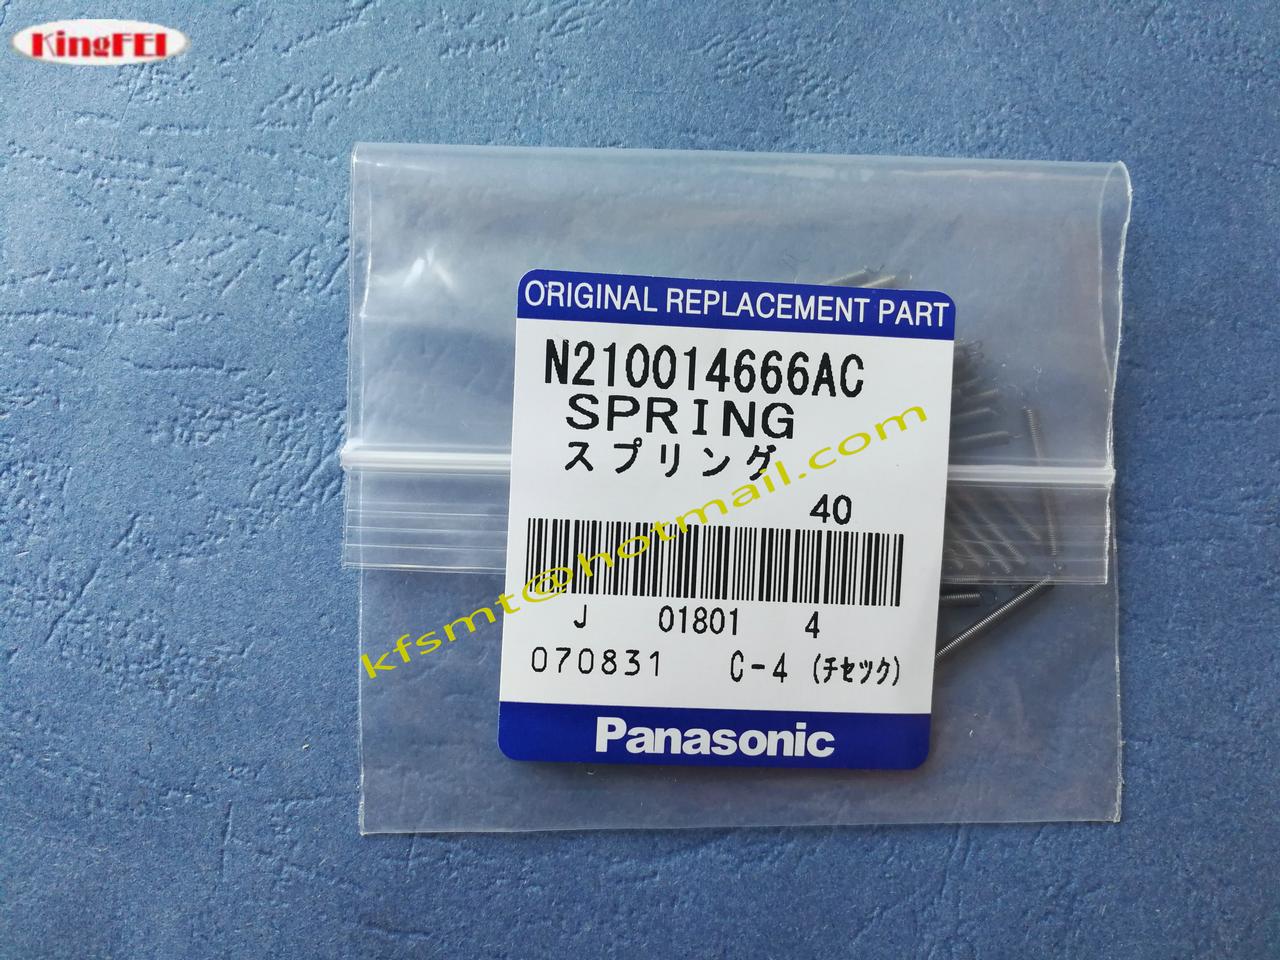 KingFEI
ORIGINAL REPLACEMENT PART
N210014666AC
SPRING
スプリング
40
J 01801 4
070831 C-4 (チセツク)
Panasonic
kfsmt@hotmail.com